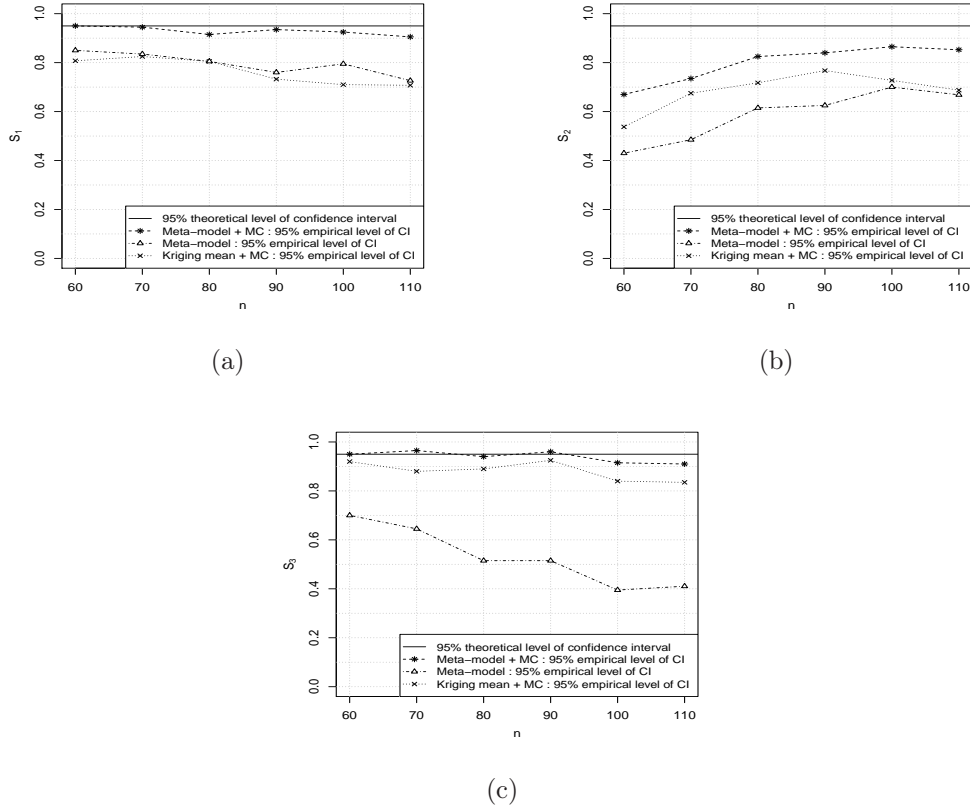 S1
0.0 0.2 0.4 0.6 0.8 1.0
95% theoretical level of confidence interval
Meta−model + MC : 95% empirical level of CI
Meta−model : 95% empirical level of CI
Kriging mean + MC : 95% empirical level of CI
60 70 80 90 100 110
n
(a)
S2
0.0 0.2 0.4 0.6 0.8 1.0
95% theoretical level of confidence interval
Meta−model + MC : 95% empirical level of CI
Meta−model : 95% empirical level of CI
Kriging mean + MC : 95% empirical level of CI
60 70 80 90 100 110
n
(b)
S3
0.0 0.2 0.4 0.6 0.8 1.0
95% theoretical level of confidence interval
Meta−model + MC : 95% empirical level of CI
Meta−model : 95% empirical level of CI
Kriging mean + MC : 95% empirical level of CI
60 70 80 90 100 110
n
(c)